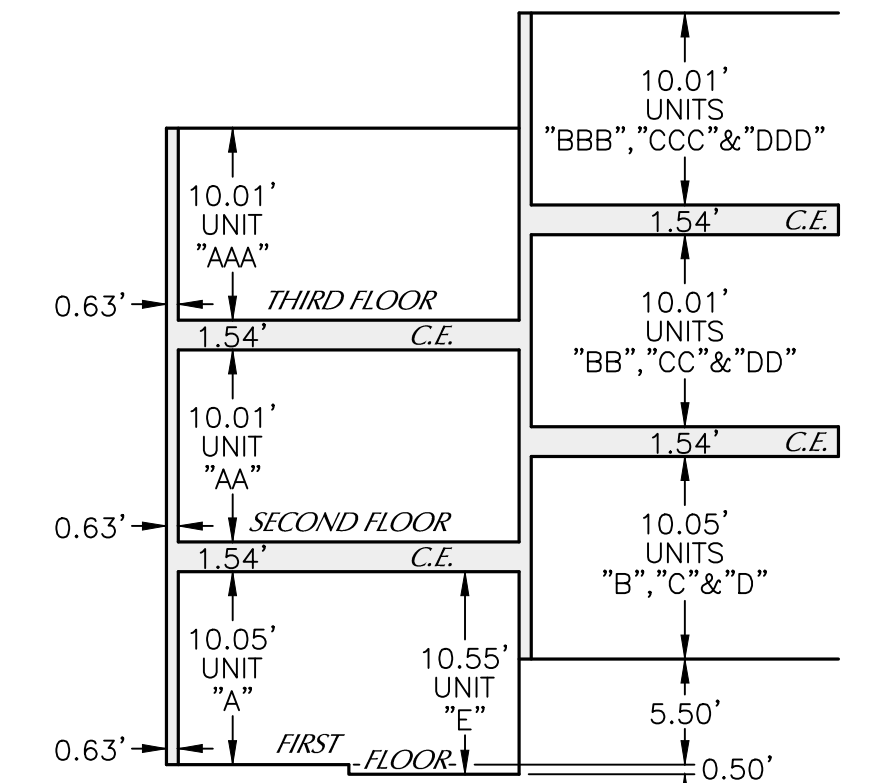 10.01'
UNITS
"BBB","CCC"&"DDD"
10.01'
UNIT
"AAA"
1.54' C.E.
0.63'
THIRD FLOOR
10.01'
UNITS
"BB","CC"&"DD"
1.54' C.E.
10.01'
UNIT
"AA"
1.54' C.E.
0.63'
SECOND FLOOR
10.05'
UNITS
"B","C"&"D"
1.54' C.E.
10.05'
UNIT
"A"
10.55'
UNIT
"E"
5.50'
0.63'
FIRST
FLOOR
0.50'